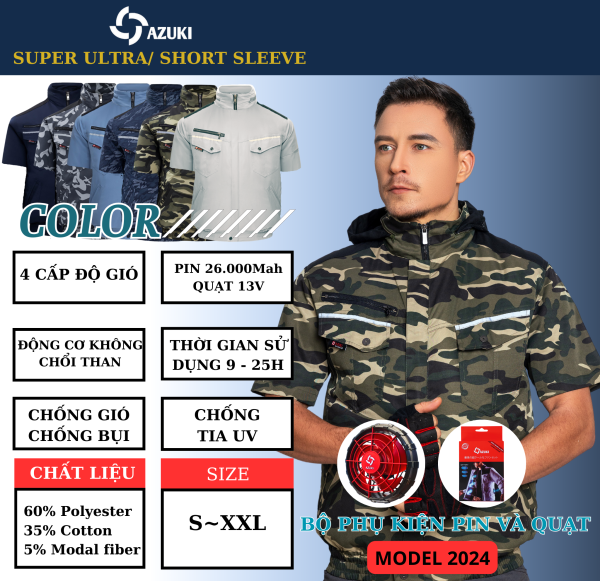 AZUKI
SUPER ULTRA/ SHORT SLEEVE
COLOR
4 CẤP ĐỘ GIÓ
PIN 26.000Mah
QUẠT 13V
ĐỘNG CƠ KHÔNG
CHỔI THAN
THỜI GIAN SỬ
DỤNG 9 - 25H
CHỐNG GIÓ
CHỐNG BỤI
CHỐNG
TIA UV
CHẤT LIỆU
60% Polyester
35% Cotton
5% Modal fiber
SIZE
S~XXL
AZUKI
AZUKI
BỘ PHỤ KIỆN PIN VÀ QUẠT
MODEL 2024